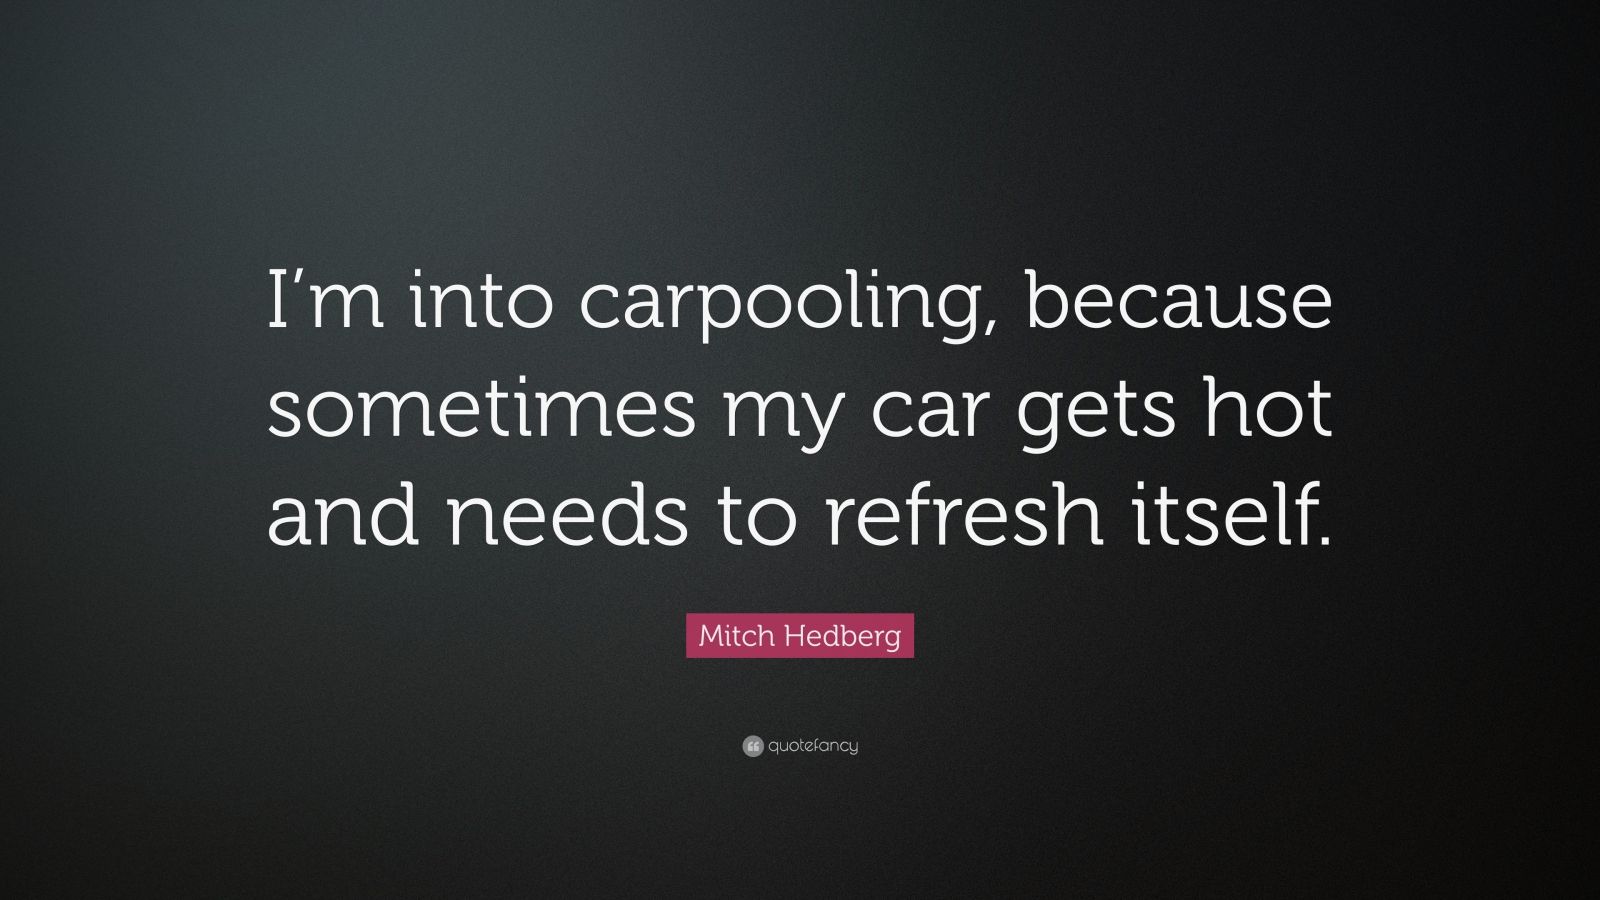 I’m into carpooling, because
sometimes my car gets hot
and needs to refresh itself.
Mitch Hedberg
quotefancy